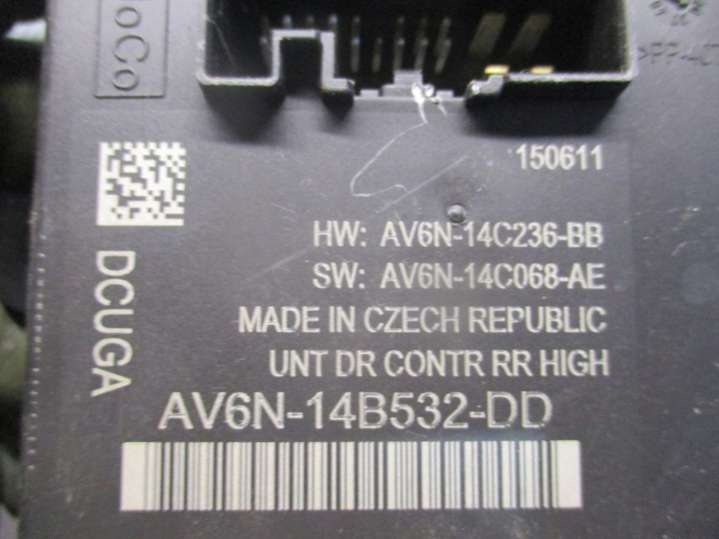 oCo
150611
HW: AV6N-14C236-BB
SW: AV6N-14C068-AE
MADE IN CZECH REPUBLIC
UNT DR CONTR RR HIGH
DCUGA
AV6N-14B532-DD